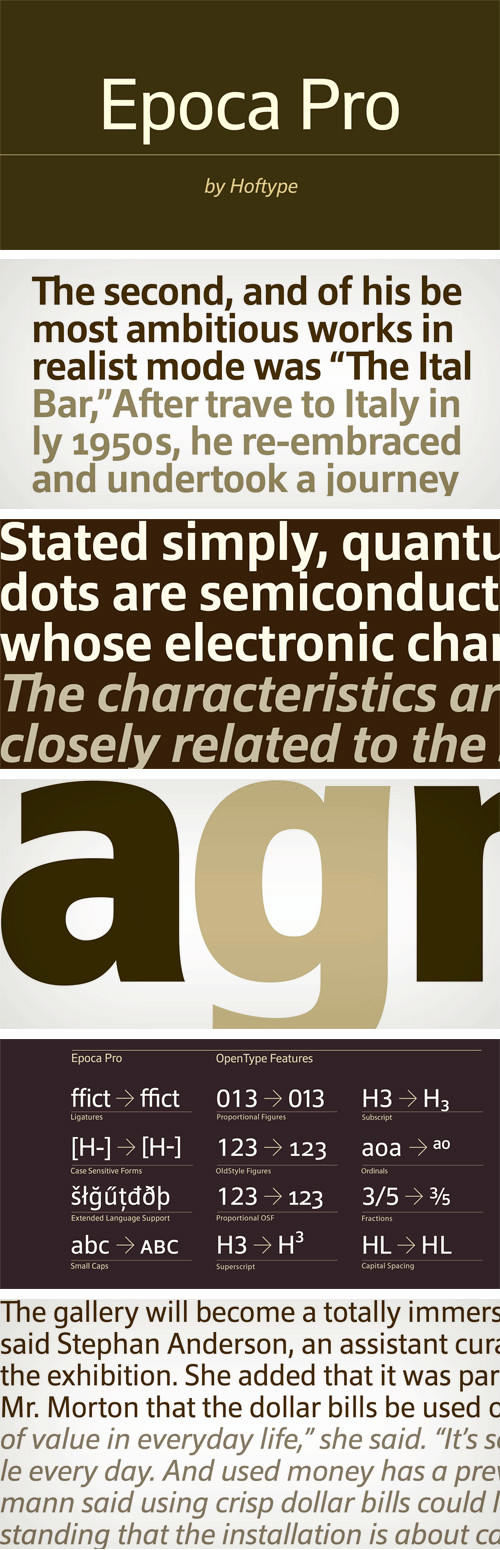 Epoca Pro
by Hoftype
The second, and of his be
most ambitious works in
realist mode was “The Ital
Bar,”After trave to Italy in
ly 1950s, he re-embraced
and undertook a journey
Stated simply, quantu
dots are semiconduct
whose electronic char
The characteristics ar
closely related to the
agr
Epoca Pro OpenType Features
ffict → ffict 013 → 013 H3 → H₃
Ligatures Proportional Figures Subscript
[H-] → [H-] 123 → 123 aoa → ᵃᵒ
Case Sensitive Forms OldStyle Figures Ordinals
šłğűţđðþ 123 → 123 3/5 → ³⁄₅
Extended Language Support Proportional OSF Fractions
abc → ABC H3 → H³ HL → HL
Small Caps Superscript Capital Spacing
The gallery will become a totally immers
said Stephan Anderson, an assistant cura
the exhibition. She added that it was par
Mr. Morton that the dollar bills be used o
of value in everyday life,” she said. “It’s so
le every day. And used money has a prev
mann said using crisp dollar bills could l
standing that the installation is about ca